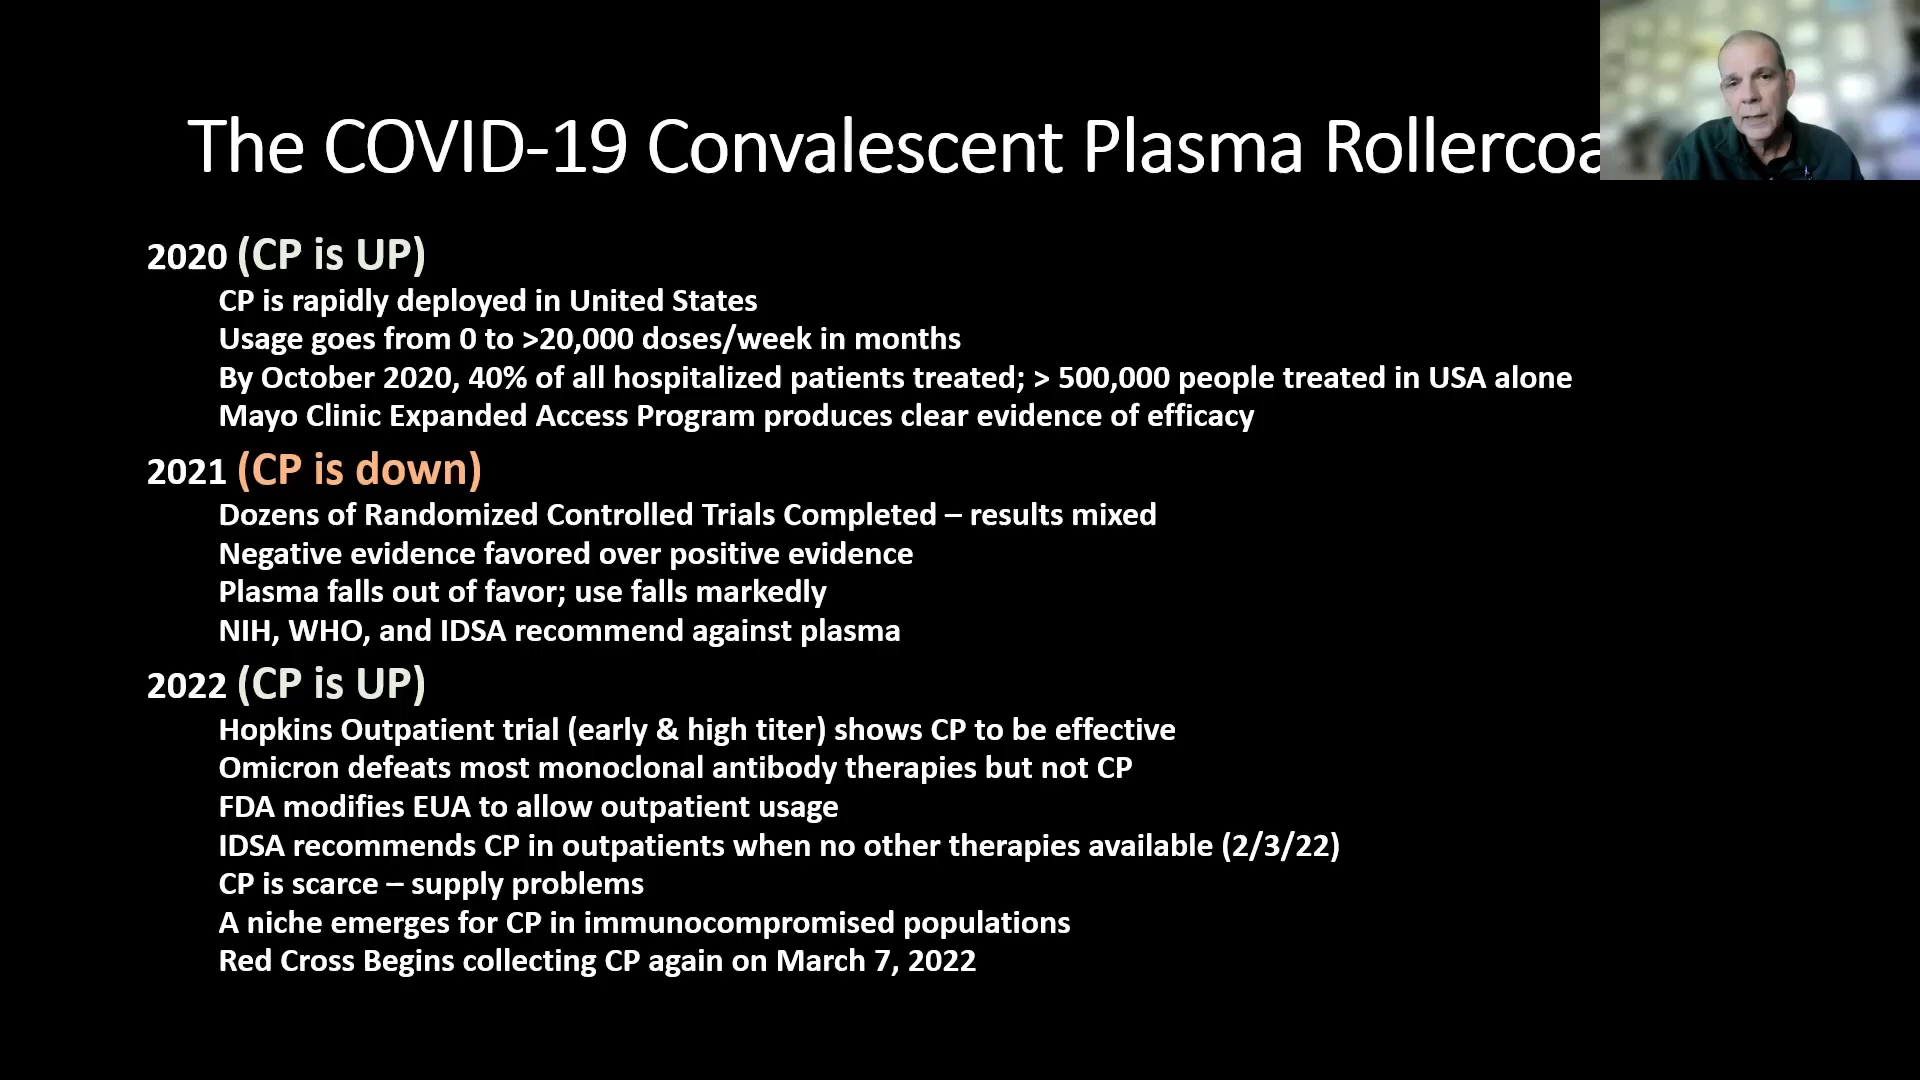 The COVID-19 Convalescent Plasma Rollercoa
2020 (CP is UP)
CP is rapidly deployed in United States
Usage goes from 0 to >20,000 doses/week in months
By October 2020, 40% of all hospitalized patients treated; > 500,000 people treated in USA alone
Mayo Clinic Expanded Access Program produces clear evidence of efficacy
2021 (CP is down)
Dozens of Randomized Controlled Trials Completed – results mixed
Negative evidence favored over positive evidence
Plasma falls out of favor; use falls markedly
NIH, WHO, and IDSA recommend against plasma
2022 (CP is UP)
Hopkins Outpatient trial (early & high titer) shows CP to be effective
Omicron defeats most monoclonal antibody therapies but not CP
FDA modifies EUA to allow outpatient usage
IDSA recommends CP in outpatients when no other therapies available (2/3/22)
CP is scarce – supply problems
A niche emerges for CP in immunocompromised populations
Red Cross Begins collecting CP again on March 7, 2022